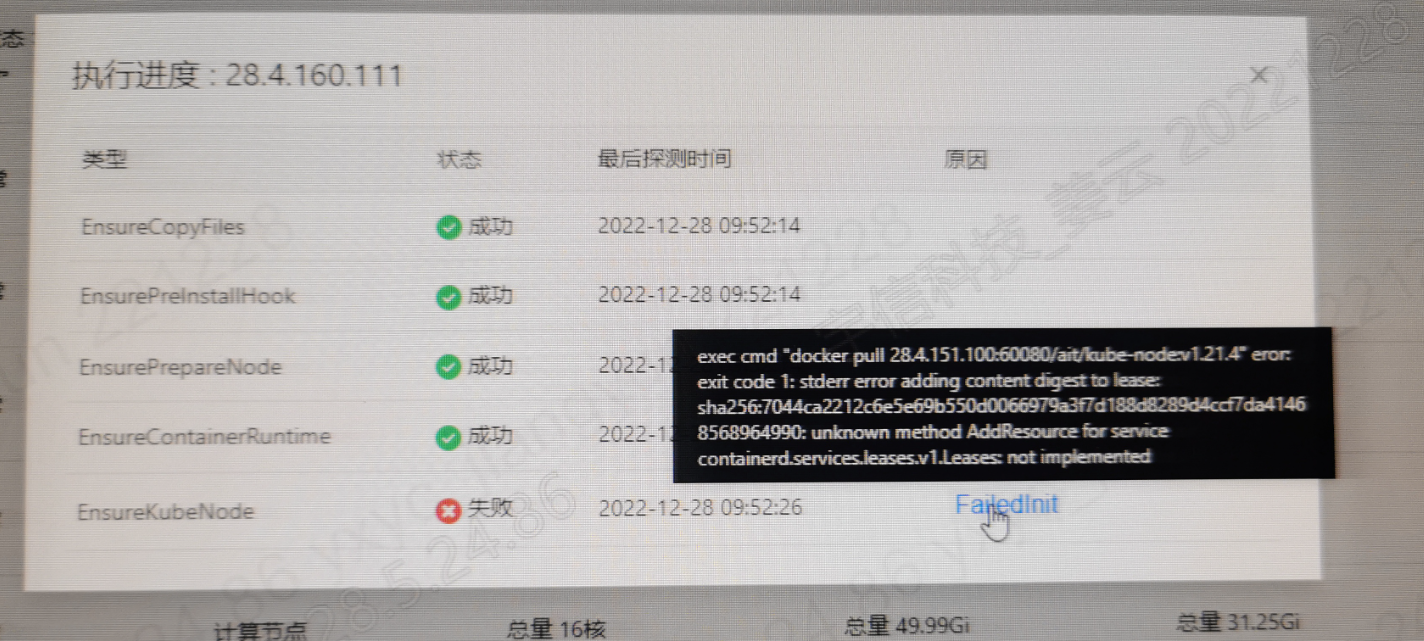 态
执行进度 : 28.4.160.111
×
类型 状态 最后探测时间 原因
EnsureCopyFiles 成功 2022-12-28 09:52:14
EnsurePreInstallHook 成功 2022-12-28 09:52:14
EnsurePrepareNode 成功 2022-12
EnsureContainerRuntime 成功 2022-12
exec cmd "docker pull 28.4.151.100:60080/ait/kube-node:v1.21.4" eror:
exit code 1: stderr error adding content digest to lease:
sha256:7044ca2212c6e5e69b550d0066979a3f7d188d8289d4ccf7da4146
8568964990: unknown method AddResource for service
containerd.services.leases.v1.Leases: not implemented
EnsureKubeNode 失败 2022-12-28 09:52:26 FailedInit
计算节点 总量 16核 总量 49.99Gi 总量 31.25Gi
宇信科技_姜云 20221228
28.5.24.86